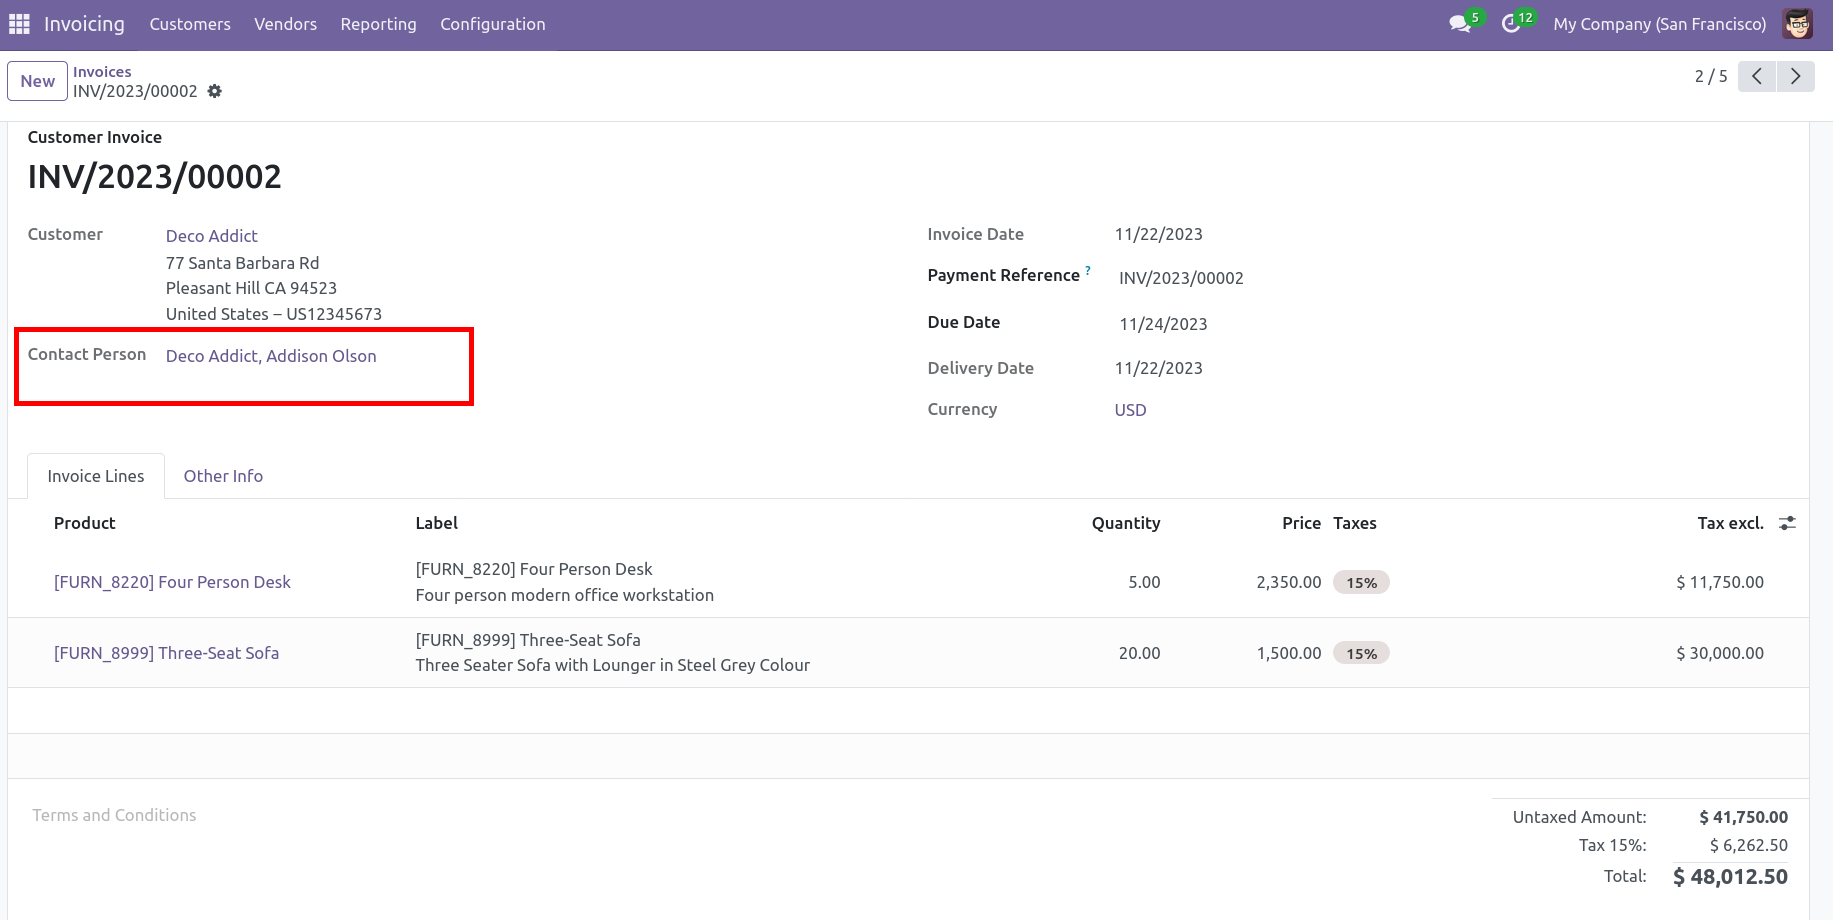 Invoicing Customers Vendors Reporting Configuration 5 12 My Company (San Francisco)
New Invoices 2 / 5
INV/2023/00002
Customer Invoice
INV/2023/00002
Customer Deco Addict
77 Santa Barbara Rd
Pleasant Hill CA 94523
United States – US12345673
Contact Person Deco Addict, Addison Olson
Invoice Date 11/22/2023
Payment Reference ? INV/2023/00002
Due Date 11/24/2023
Delivery Date 11/22/2023
Currency USD
Invoice Lines Other Info
Product Label Quantity Price Taxes Tax excl.
[FURN_8220] Four Person Desk [FURN_8220] Four Person Desk 5.00 2,350.00 15% $ 11,750.00
Four person modern office workstation
[FURN_8999] Three-Seat Sofa [FURN_8999] Three-Seat Sofa 20.00 1,500.00 15% $ 30,000.00
Three Seater Sofa with Lounger in Steel Grey Colour
Terms and Conditions
Untaxed Amount: $ 41,750.00
Tax 15%: $ 6,262.50
Total: $ 48,012.50